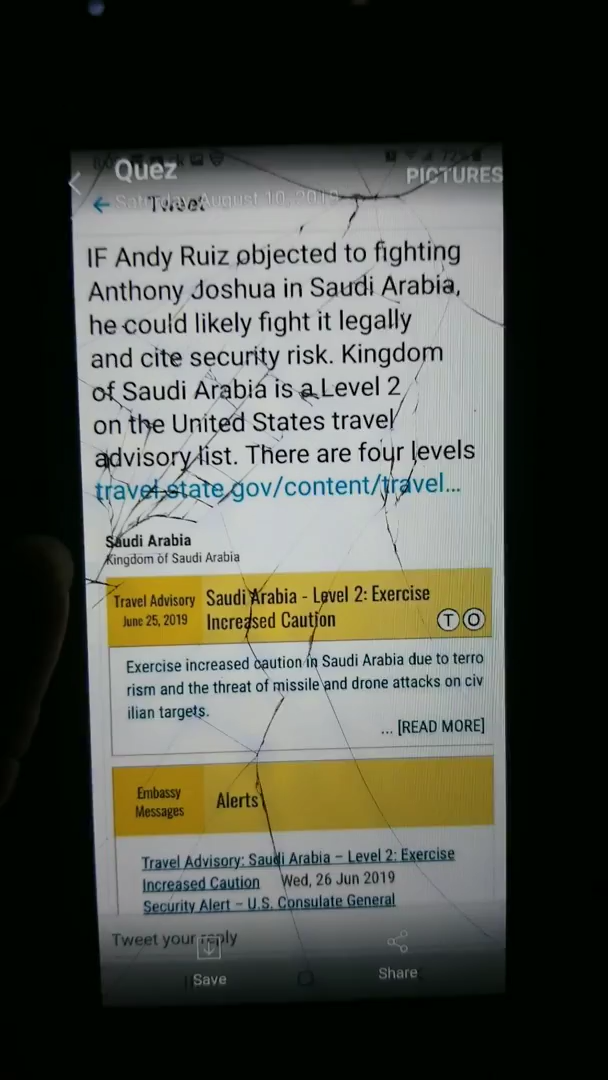 Quez
PICTURES
Saturday, August 10, 2019
Tweet
IF Andy Ruiz objected to fighting
Anthony Joshua in Saudi Arabia,
he could likely fight it legally
and cite security risk. Kingdom
of Saudi Arabia is a Level 2
on the United States travel
advisory list. There are four levels
travel.state.gov/content/travel...
Saudi Arabia
Kingdom of Saudi Arabia
Travel Advisory
June 25, 2019
Saudi Arabia - Level 2: Exercise
Increased Caution
T O
Exercise increased caution in Saudi Arabia due to terro
rism and the threat of missile and drone attacks on civ
ilian targets.
... [READ MORE]
Embassy
Messages
Alerts
Travel Advisory: Saudi Arabia – Level 2: Exercise
Increased Caution Wed, 26 Jun 2019
Security Alert – U.S. Consulate General
Tweet your reply
Save
Share